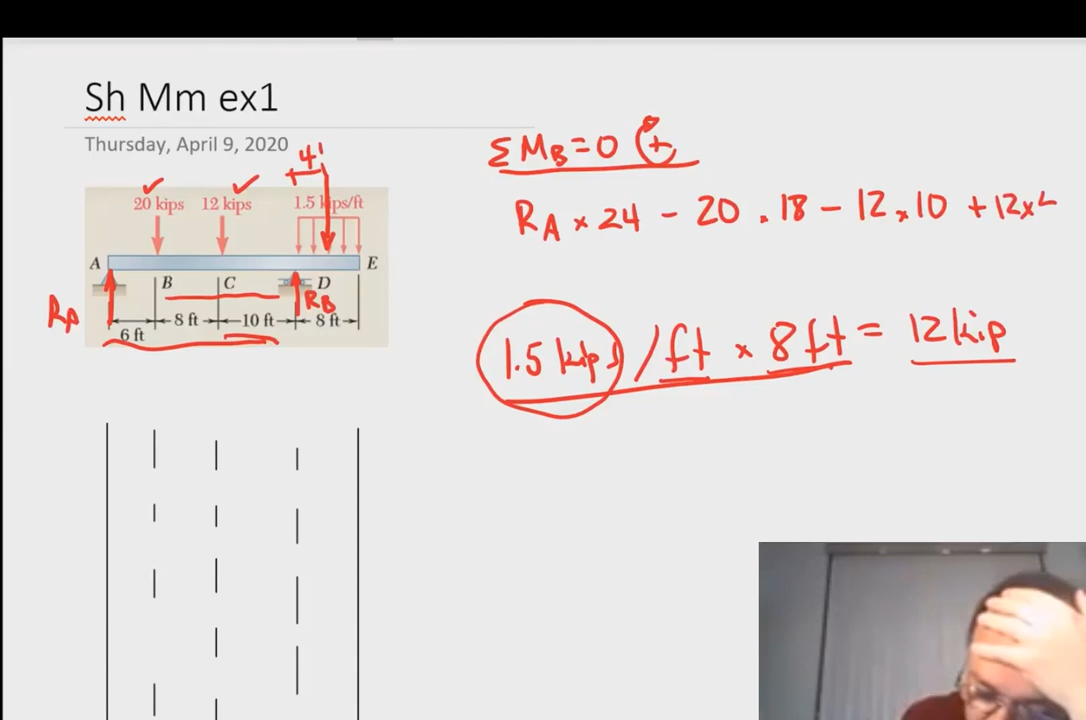 Sh Mm ex1
Thursday, April 9, 2020
4'
20 kips 12 kips 1.5 kips/ft
A E
B C D
RA RB
6 ft 8 ft 10 ft 8 ft
ΣMB=0 +
RA × 24 - 20 . 18 - 12 × 10 + 12 ×
1.5 kips / ft × 8 ft = 12 kip